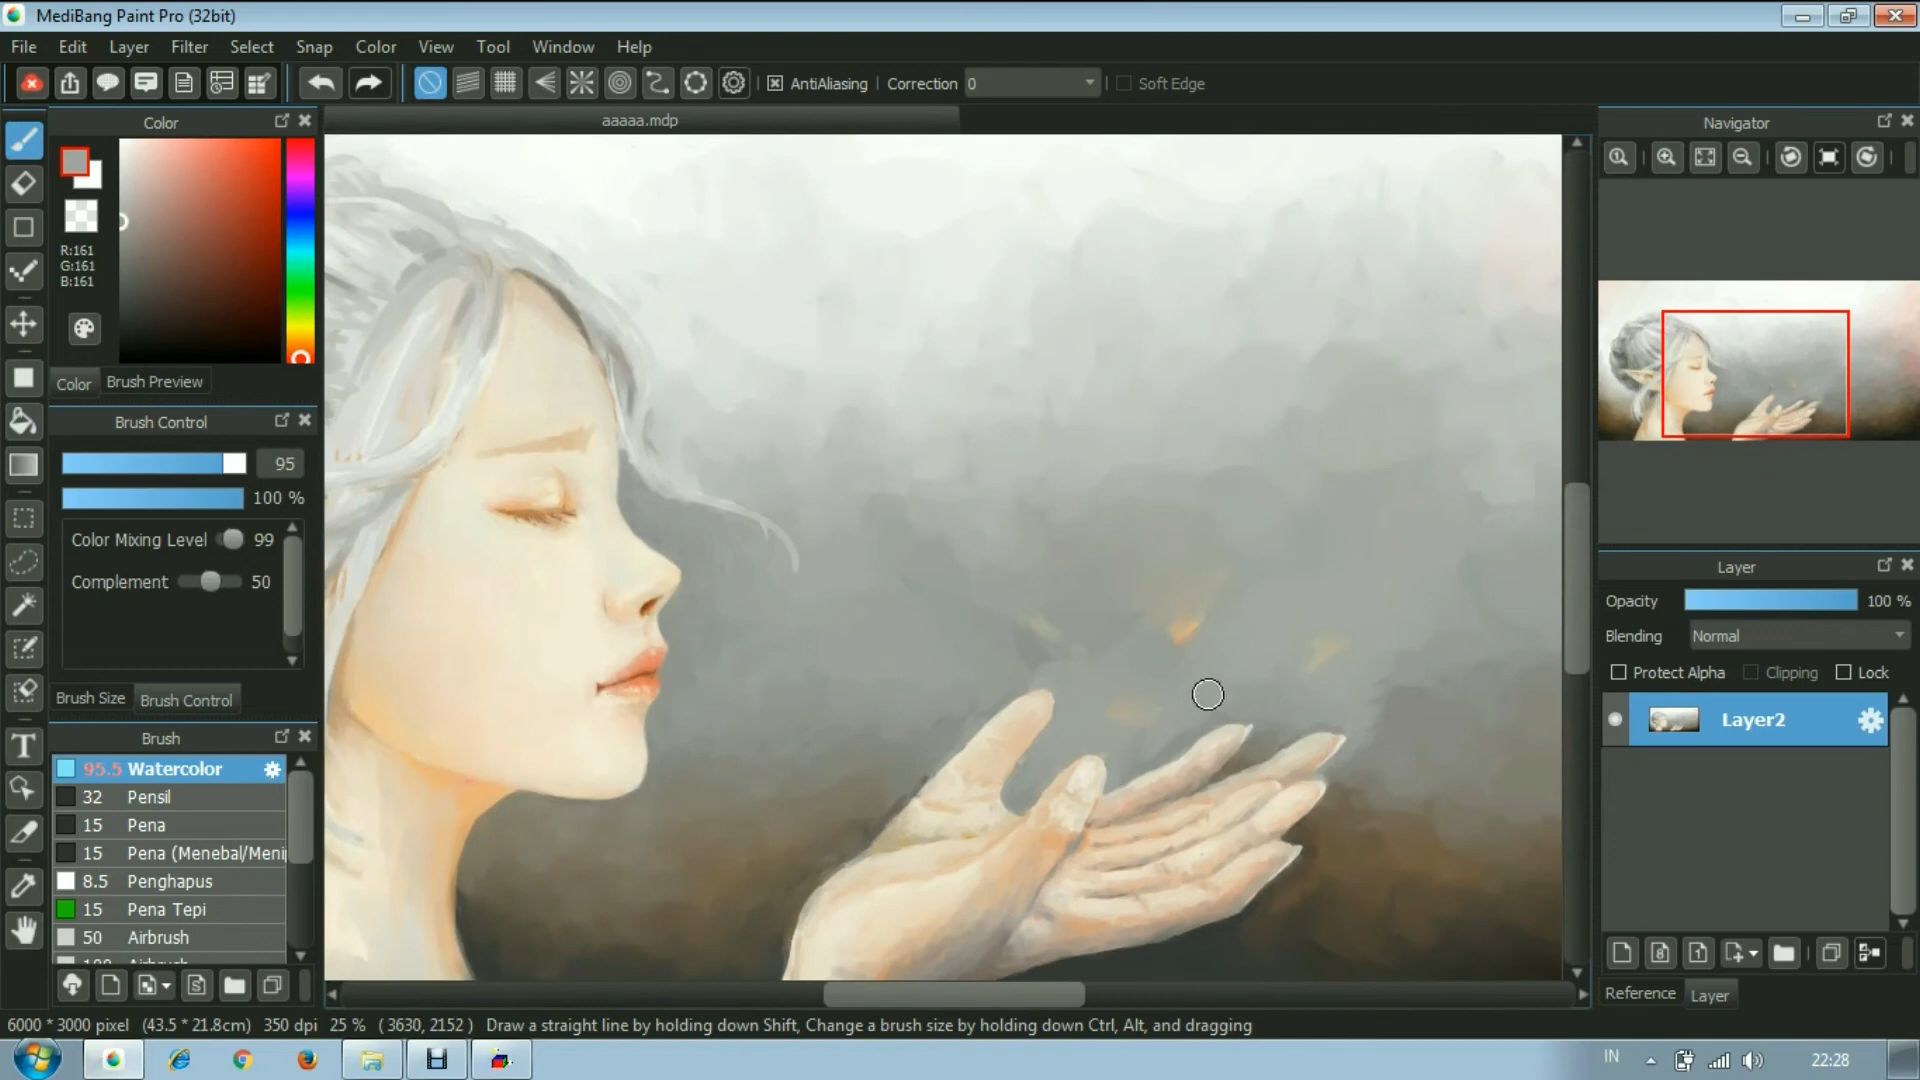 MediBang Paint Pro (32bit)
File Edit Layer Filter Select Snap Color View Tool Window Help
AntiAliasing Correction 0 Soft Edge
Color
aaaaa.mdp
Navigator
R:161
G:161
B:161
Color Brush Preview
Brush Control
95
100 %
Color Mixing Level 99
Complement 50
Brush Size Brush Control
Brush
95.5 Watercolor
32 Pensil
15 Pena
15 Pena (Menebal/Meni
8.5 Penghapus
15 Pena Tepi
50 Airbrush
Layer
Opacity 100 %
Blending Normal
Protect Alpha Clipping Lock
Layer2
Reference Layer
6000 * 3000 pixel (43.5 * 21.8cm) 350 dpi 25 % ( 3630, 2152 ) Draw a straight line by holding down Shift, Change a brush size by holding down Ctrl, Alt, and dragging
IN 22:28